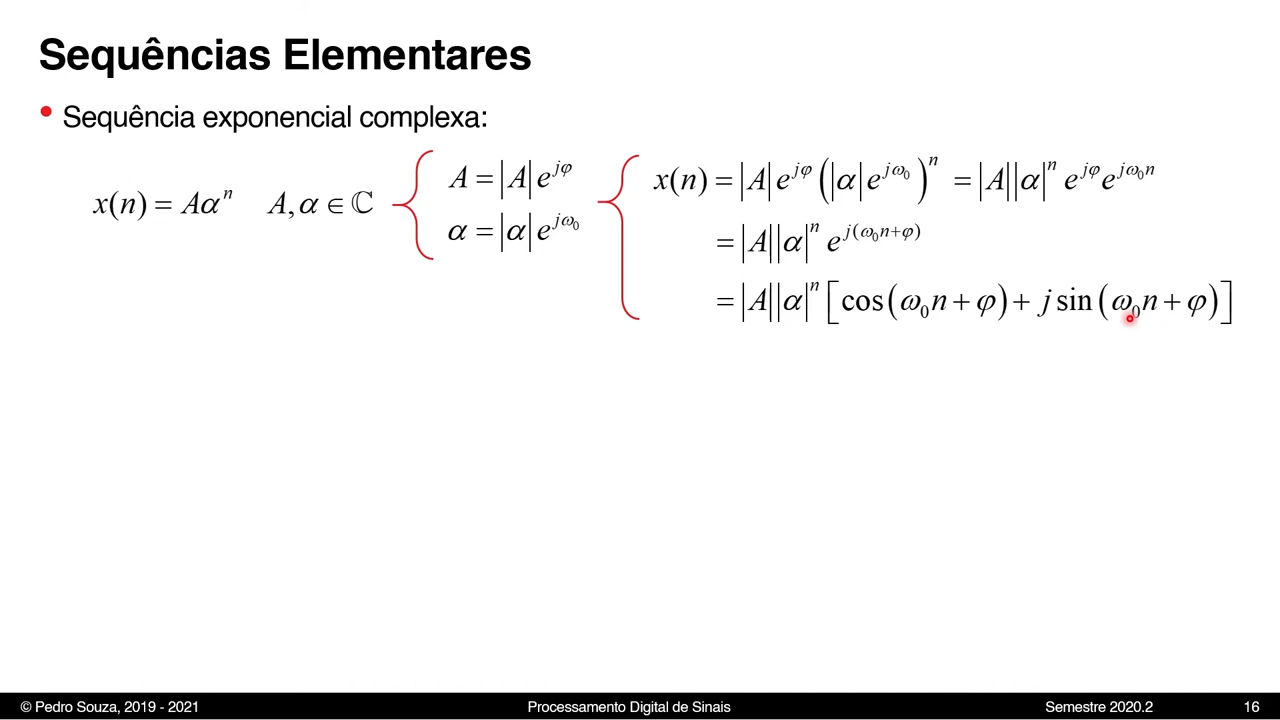 Sequências Elementares
• Sequência exponencial complexa:
x(n) = Aαⁿ   A, α ∈ ℂ
A = |A| e^{jφ}
α = |α| e^{jω₀}
x(n) = |A| e^{jφ} (|α| e^{jω₀})ⁿ = |A||α|ⁿ e^{jφ} e^{jω₀n}
= |A||α|ⁿ e^{j(ω₀n+φ)}
= |A||α|ⁿ [cos(ω₀n + φ) + j sin(ω₀n + φ)]
© Pedro Souza, 2019 - 2021   Processamento Digital de Sinais   Semestre 2020.2   16